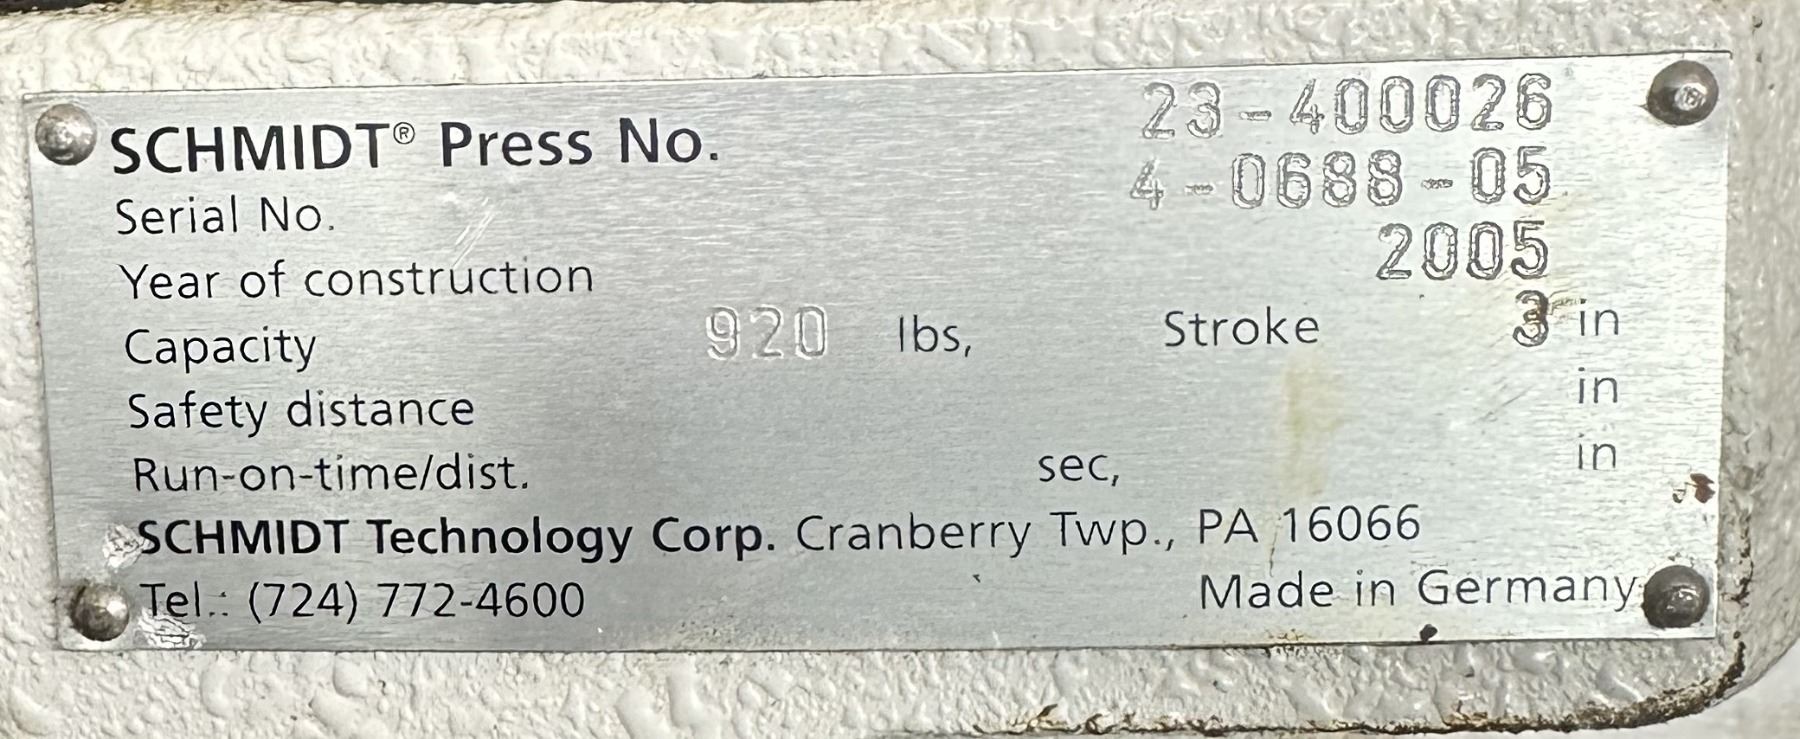 SCHMIDT® Press No. 23-400026
Serial No. 4-0688-05
Year of construction 2005
Capacity 920 lbs, Stroke 3 in
Safety distance in
Run-on-time/dist. sec, in
SCHMIDT Technology Corp. Cranberry Twp., PA 16066
Tel.: (724) 772-4600 Made in Germany